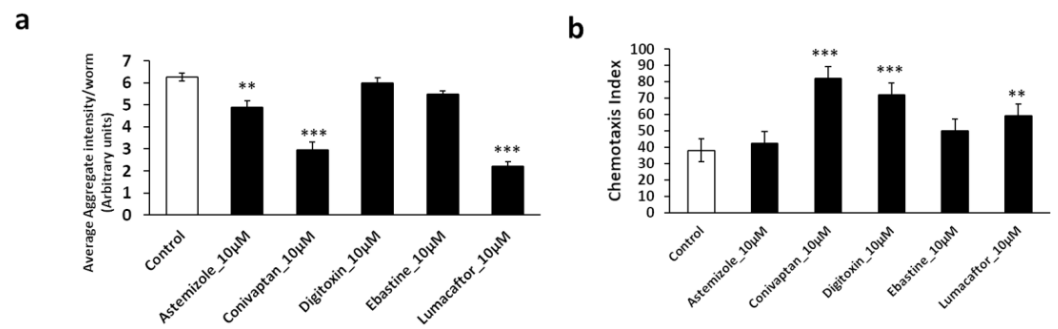 a
Average Aggregate intensity/worm
(Arbitrary units)
7
6
5
4
3
2
1
0
**
***
***
Control
Astemizole_10µM
Conivaptan_10µM
Digitoxin_10µM
Ebastine_10µM
Lumacaftor_10µM
b
Chemotaxis Index
100
90
80
70
60
50
40
30
20
10
0
***
***
**
Control
Astemizole_10µM
Conivaptan_10µM
Digitoxin_10µM
Ebastine_10µM
Lumacaftor_10µM